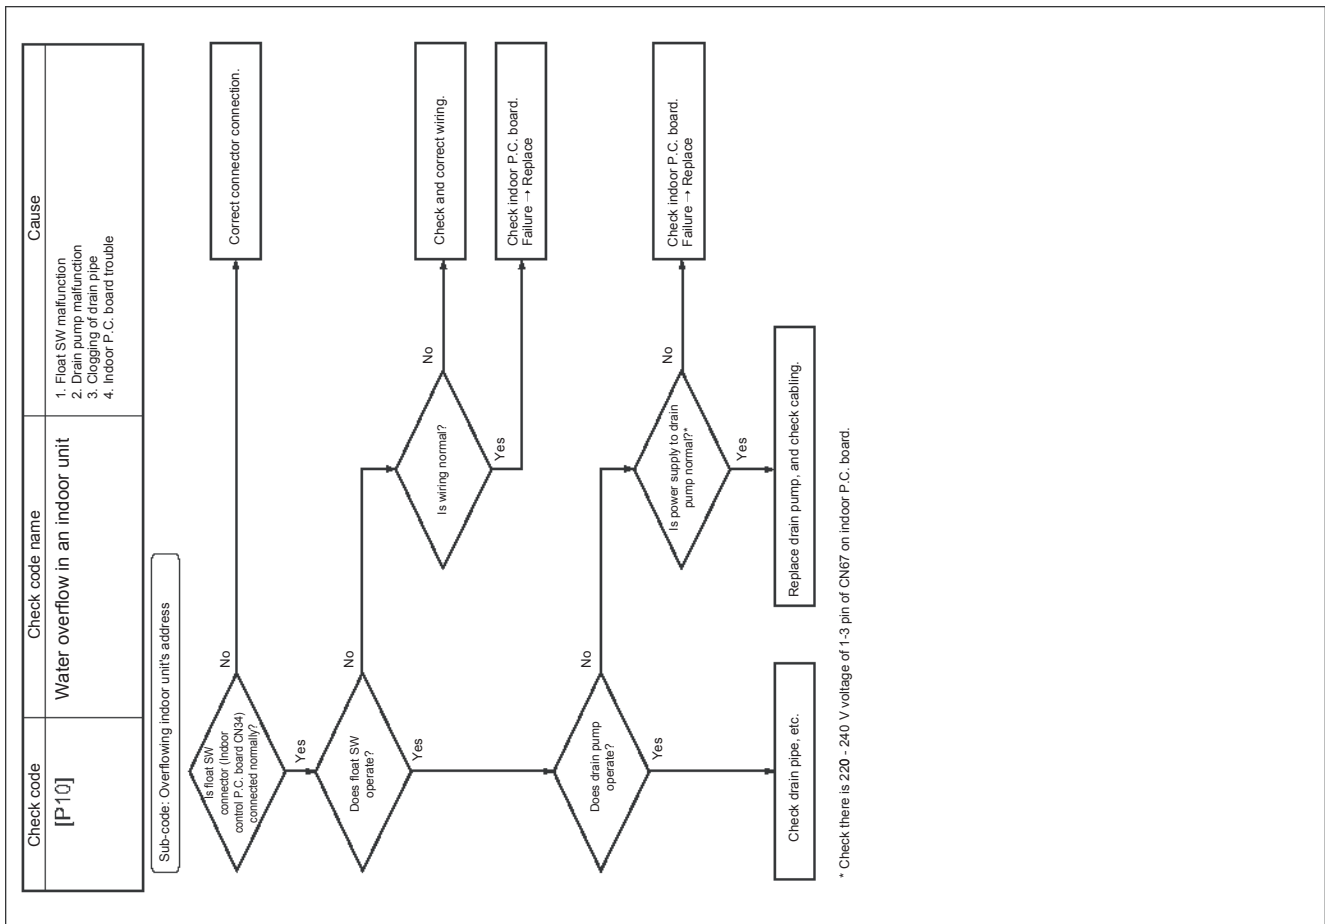 Check code
Check code name
Cause
[P10]
Water overflow in an indoor unit
1. Float SW malfunction
2. Drain pump malfunction
3. Clogging of drain pipe
4. Indoor P.C. board trouble
Sub-code: Overflowing indoor unit's address
Is float SW
connector (Indoor
control P.C. board CN34)
connected normally?
No
Correct connector connection.
Yes
Does float SW
operate?
No
Is wiring normal?
No
Check and correct wiring.
Yes
Check indoor P.C. board.
Failure → Replace
Yes
Does drain pump
operate?
No
Is power supply to drain
pump normal?*
No
Check indoor P.C. board.
Failure → Replace
Yes
Replace drain pump, and check cabling.
Yes
Check drain pipe, etc.
* Check there is 220 - 240 V voltage of 1-3 pin of CN67 on indoor P.C. board.